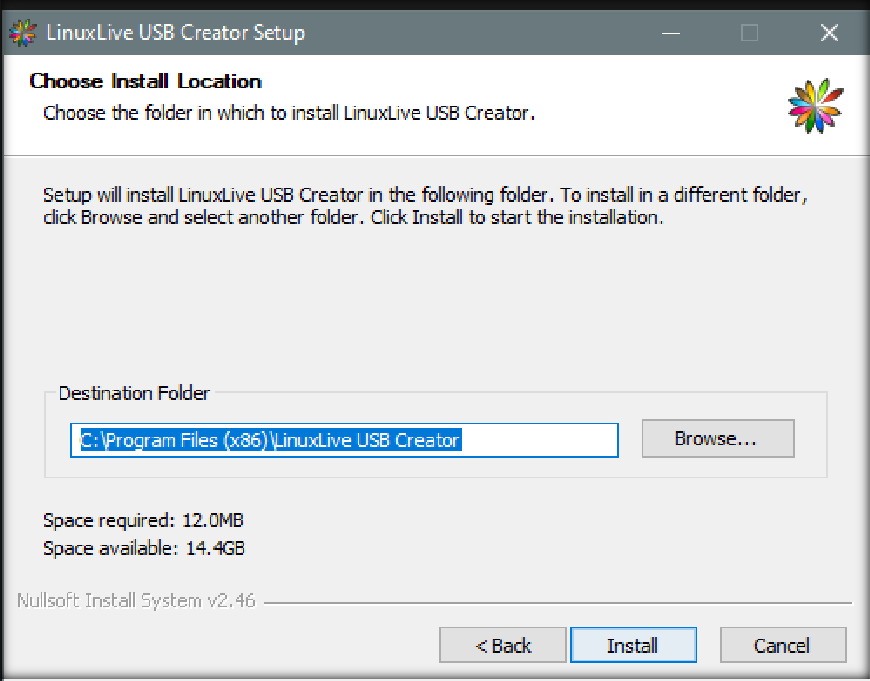 LinuxLive USB Creator Setup
Choose Install Location
Choose the folder in which to install LinuxLive USB Creator.
Setup will install LinuxLive USB Creator in the following folder. To install in a different folder,
click Browse and select another folder. Click Install to start the installation.
Destination Folder
C:\Program Files (x86)\LinuxLive USB Creator
Browse...
Space required: 12.0MB
Space available: 14.4GB
Nullsoft Install System v2.46
< Back
Install
Cancel